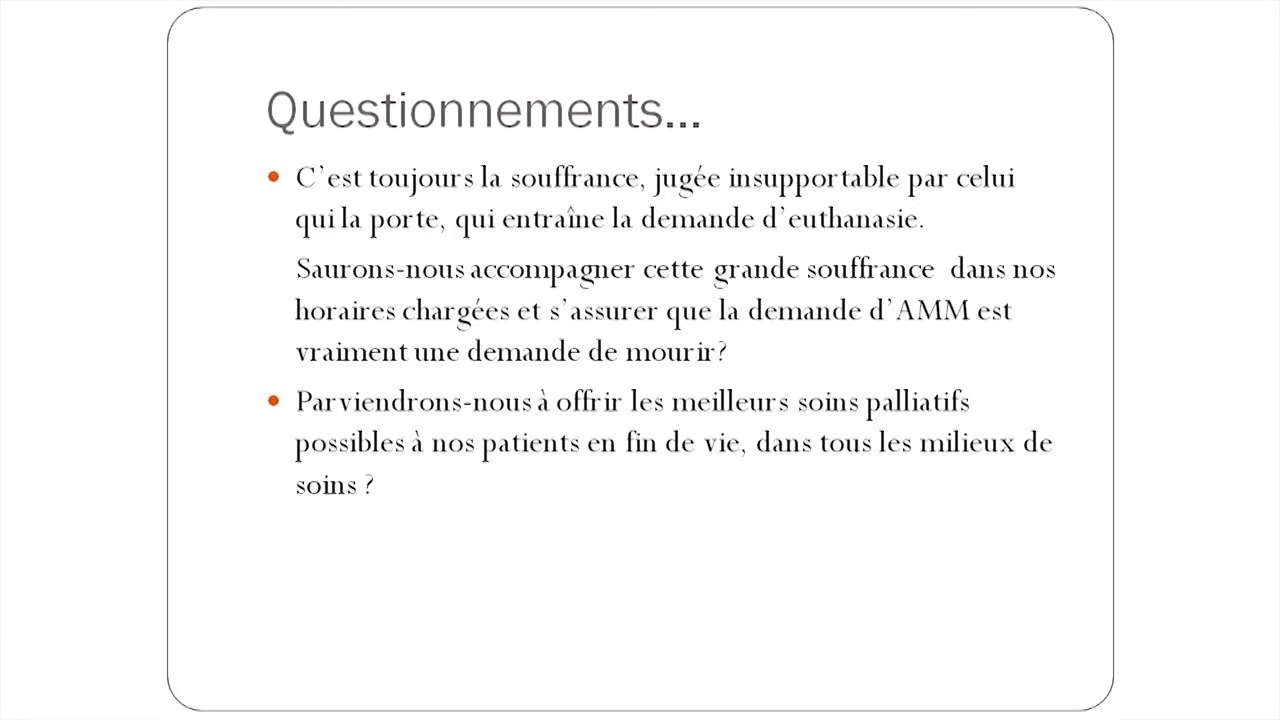 Questionnements...
• C'est toujours la souffrance, jugée insupportable par celui
qui la porte, qui entraîne la demande d'euthanasie.
Saurons-nous accompagner cette grande souffrance dans nos
horaires chargées et s'assurer que la demande d'AMM est
vraiment une demande de mourir?
• Parviendrons-nous à offrir les meilleurs soins palliatifs
possibles à nos patients en fin de vie, dans tous les milieux de
soins ?